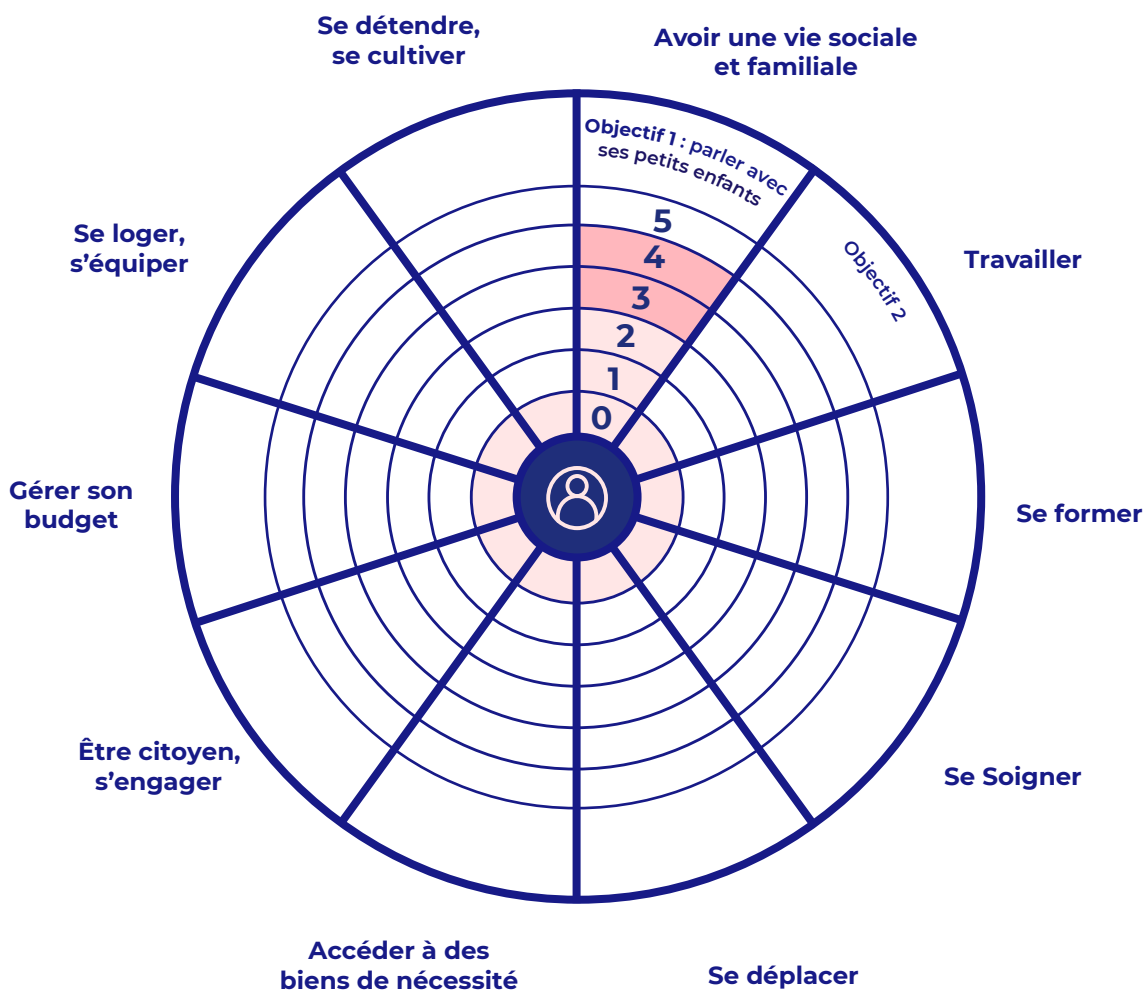 Se détendre,
se cultiver
Avoir une vie sociale
et familiale
Objectif 1 : parler avec
ses petits enfants
5
4
3
2
1
0
Objectif 2
Travailler
Se loger,
s’équiper
Gérer son
budget
Se former
Être citoyen,
s’engager
Se Soigner
Accéder à des
biens de nécessité
Se déplacer